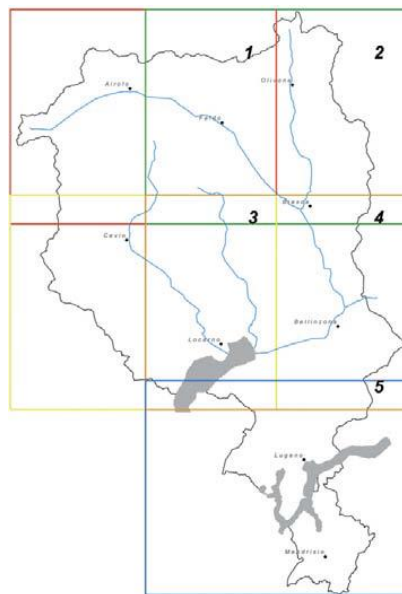 1
2
Airolo
Olivone
Faido
Biasca
3
4
Cevio
Bellinzona
Locarno
5
Lugano
Mendrisio